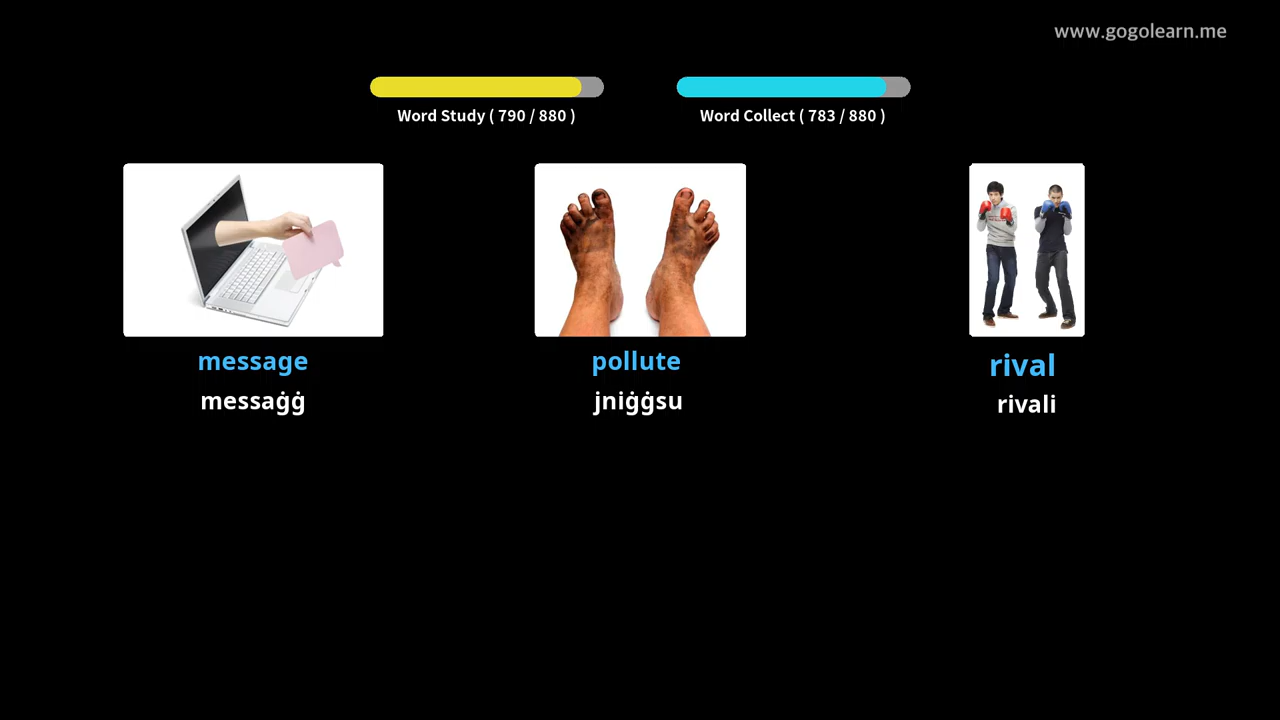 www.gogolearn.me
Word Study ( 790 / 880 )
Word Collect ( 783 / 880 )
message
messaġġ
pollute
jniġġsu
rival
rivali